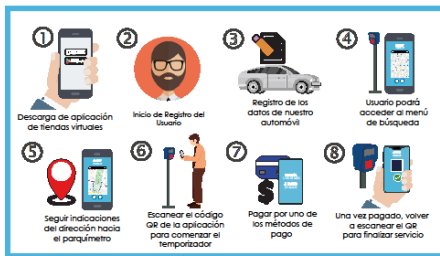 1
2
3
4
Descarga de aplicación
de tiendas virtuales
Inicio de Registro del
Usuario
Registro de los
datos de nuestro
automóvil
Usuario podrá
acceder al menú
de búsqueda
5
6
7
8
Seguir indicaciones
del dirección hacia
el parquímetro
Escanear el código
QR de la aplicación
para comenzar el
temporizador
Pagar por uno de
los métodos de
pago
Una vez pagado, volver
a escanear el QR
para finalizar servicio